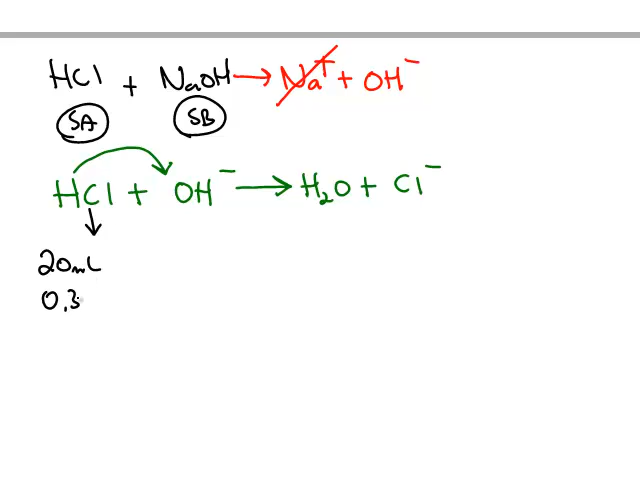 HCl + NaOH → Na⁺ + OH⁻
SA SB
HCl + OH⁻ → H₂O + Cl⁻
20mL
0.3